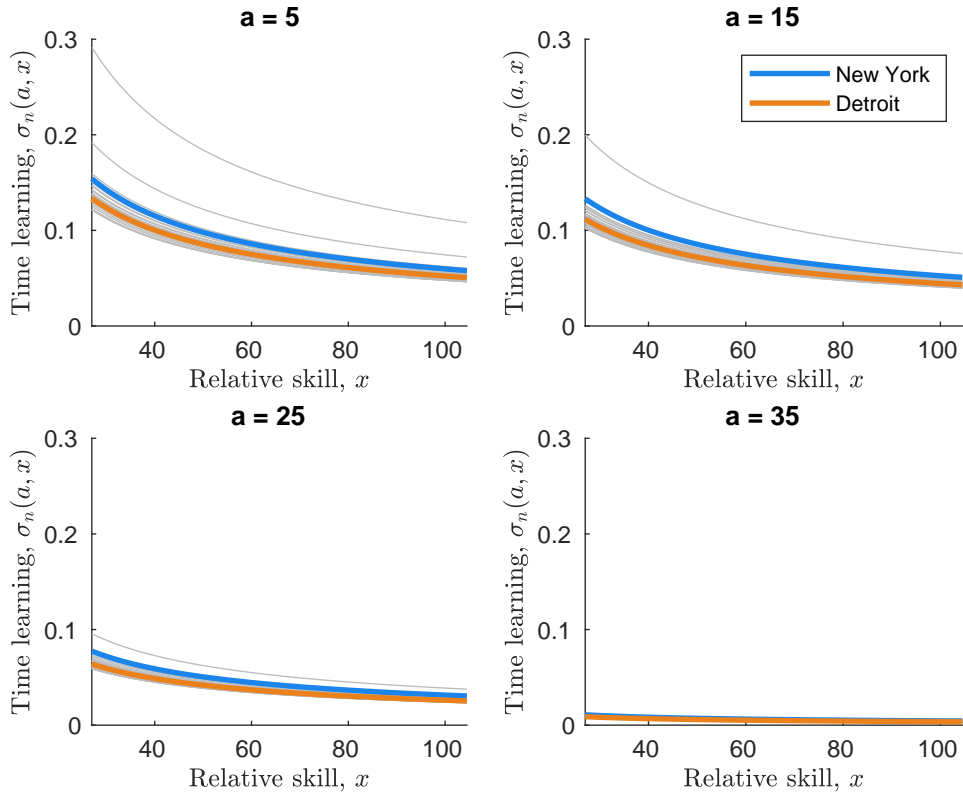 a = 5
0.3
0.2
0.1
0
Time learning, σₙ(a, x)
40
60
80
100
Relative skill, x
a = 15
0.3
0.2
0.1
0
Time learning, σₙ(a, x)
New York
Detroit
40
60
80
100
Relative skill, x
a = 25
0.3
0.2
0.1
0
Time learning, σₙ(a, x)
40
60
80
100
Relative skill, x
a = 35
0.3
0.2
0.1
0
Time learning, σₙ(a, x)
40
60
80
100
Relative skill, x